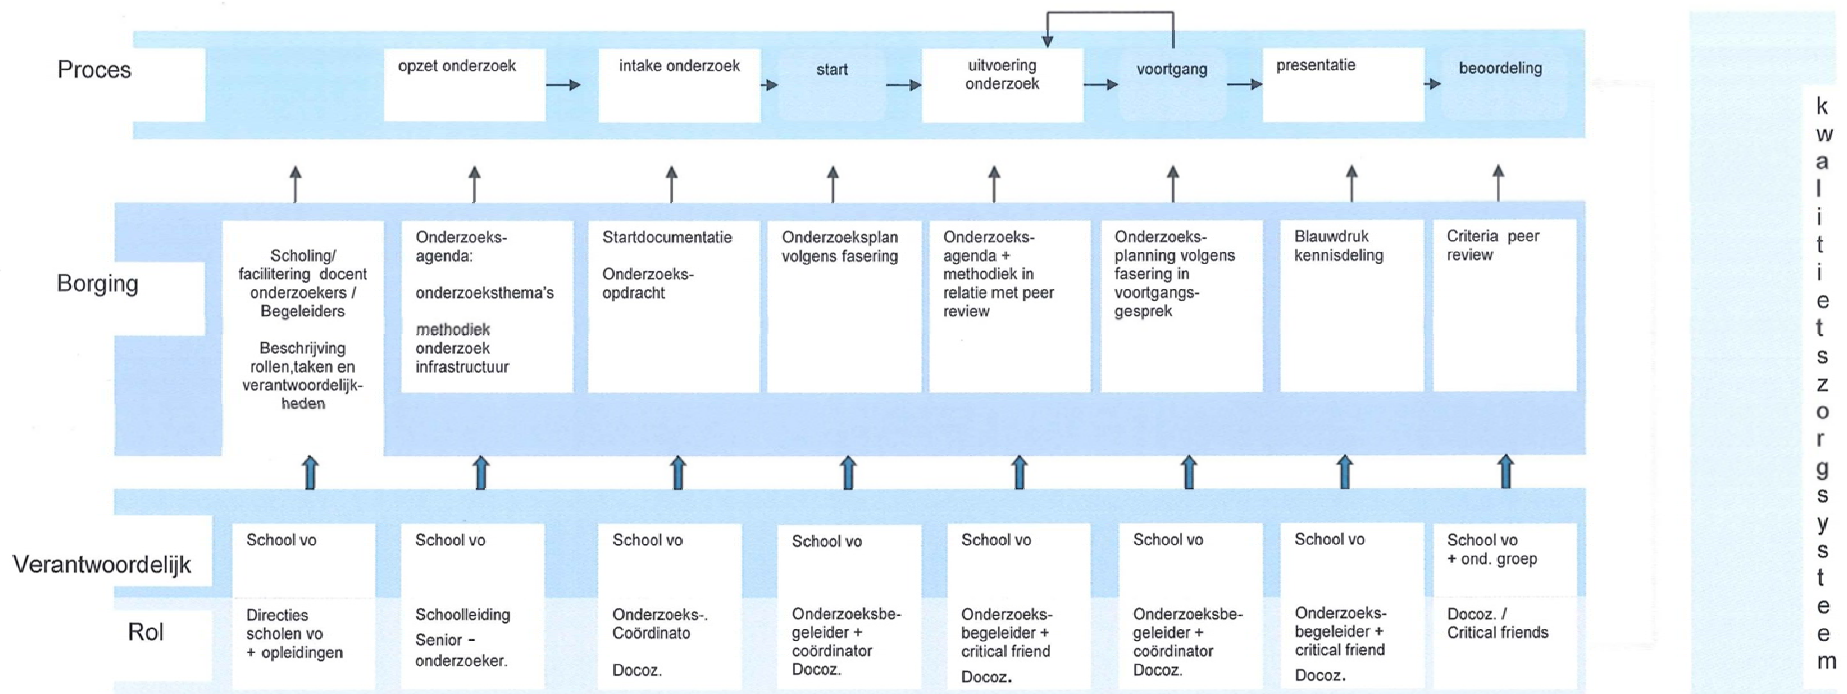 Proces
opzet onderzoek
intake onderzoek
start
uitvoering
onderzoek
voortgang
presentatie
beoordeling
Borging
Scholing/
facilitering docent
onderzoekers /
Begeleiders
Beschrijving
rollen,taken en
verantwoordelijk-
heden
Onderzoeks-
agenda:
onderzoeksthema's
methodiek
onderzoek
infrastructuur
Startdocumentatie
Onderzoeks-
opdracht
Onderzoeksplan
volgens fasering
Onderzoeks-
agenda +
methodiek in
relatie met peer
review
Onderzoeks-
planning volgens
fasering in
voortgangs-
gesprek
Blauwdruk
kennisdeling
Criteria peer
review
Verantwoordelijk
School vo
School vo
School vo
School vo
School vo
School vo
School vo
School vo
+ ond. groep
Rol
Directies
scholen vo
+ opleidingen
Schoolleiding
Senior -
onderzoeker.
Onderzoeks-.
Coördinato
Docoz.
Onderzoeksbe-
geleider +
coördinator
Docoz.
Onderzoeks-
begeleider +
critical friend
Docoz.
Onderzoeksbe-
geleider +
coördinator
Docoz.
Onderzoeks-
begeleider +
critical friend
Docoz.
Docoz. /
Critical friends
kwalitietszorgsysteem